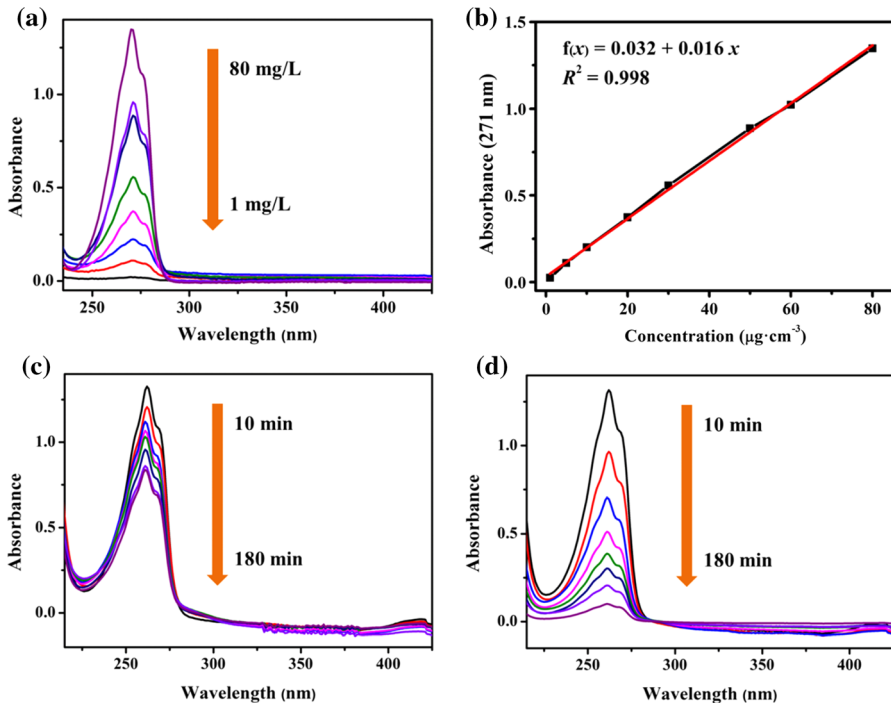 (a)
80 mg/L
1 mg/L
Absorbance
1.0
0.5
0.0
250
300
350
400
Wavelength (nm)
(b)
f(x) = 0.032 + 0.016 x
R² = 0.998
Absorbance (271 nm)
1.5
1.0
0.5
0.0
0
20
40
60
80
Concentration (μg·cm⁻³)
(c)
10 min
180 min
Absorbance
1.0
0.5
0.0
250
300
350
400
Wavelength (nm)
(d)
10 min
180 min
Absorbance
1.0
0.5
0.0
250
300
350
400
Wavelength (nm)